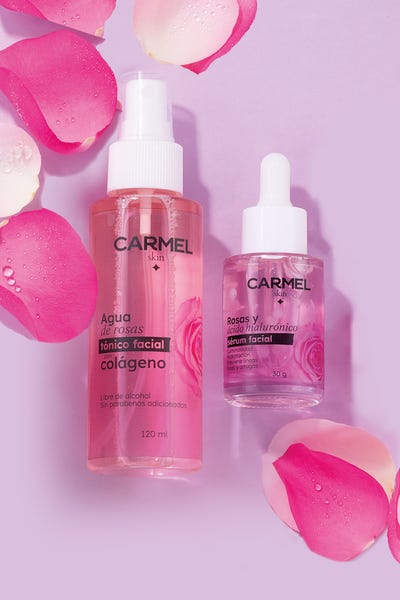 CARMEL
skin
Agua
de rosas
tónico facial
colágeno
Libre de alcohol
Sin parabenos adicionados
120 ml
CARMEL
skin
Rosas y
ácido hialurónico
sérum facial
30 g